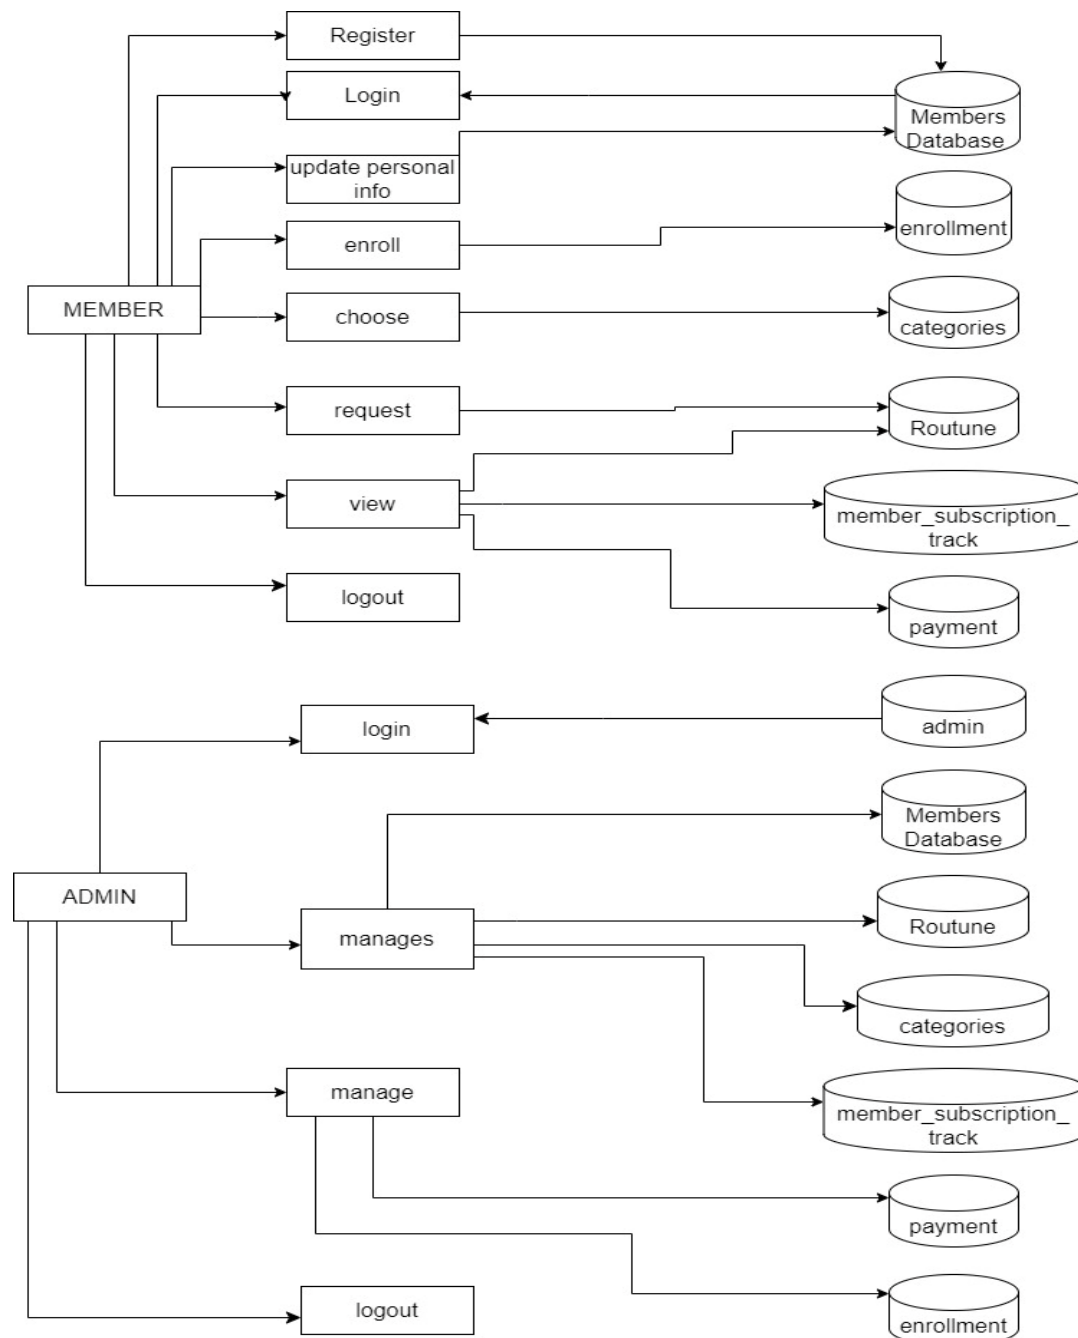 Register
Login
Members
Database
update personal
info
enrollment
enroll
MEMBER
choose
categories
request
Routune
view
member_subscription_
track
logout
payment
login
admin
Members
Database
ADMIN
manages
Routune
categories
manage
member_subscription_
track
payment
logout
enrollment